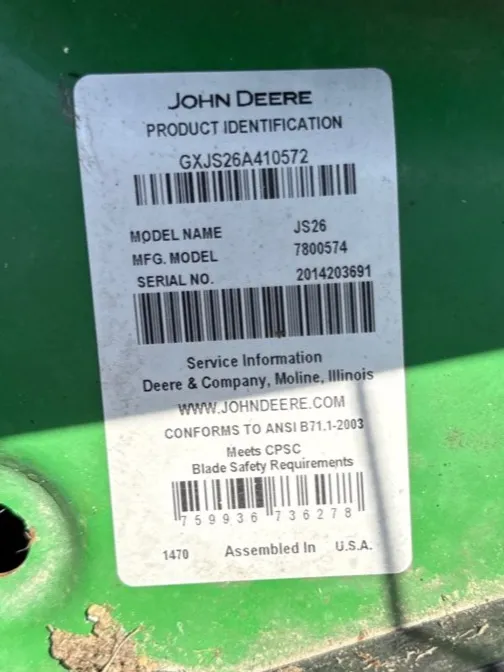 JOHN DEERE
PRODUCT IDENTIFICATION
GXJS26A410572
MODEL NAME JS26
MFG. MODEL 7800574
SERIAL NO. 2014203691
Service Information
Deere & Company, Moline, Illinois
WWW.JOHNDEERE.COM
CONFORMS TO ANSI B71.1-2003
Meets CPSC
Blade Safety Requirements
7 59936 73627 8
1470 Assembled In U.S.A.